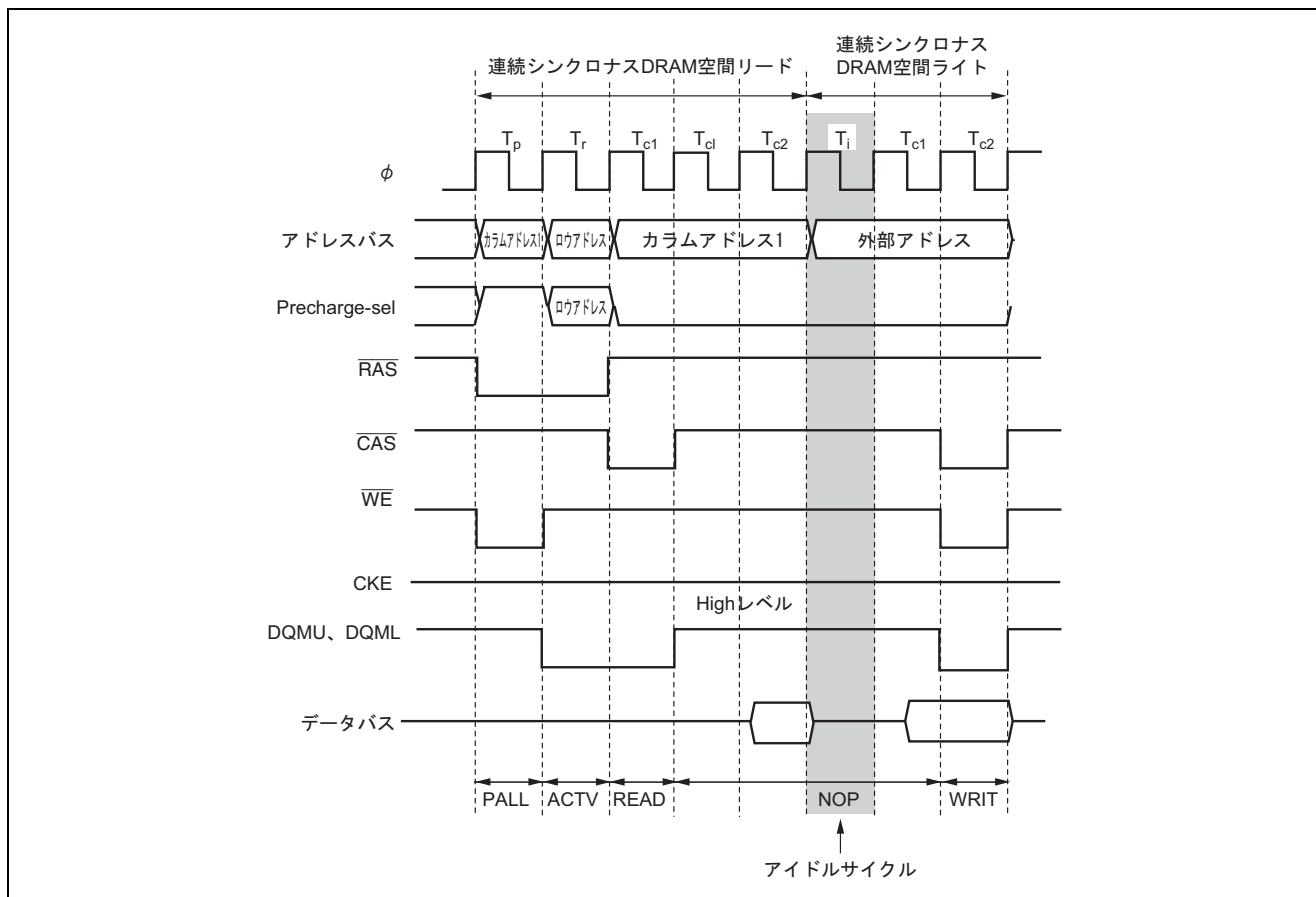 連続シンクロナスDRAM空間リード
連続シンクロナス
DRAM空間ライト
Tp Tr Tc1 Tcl Tc2 Ti Tc1 Tc2
φ
アドレスバス カラムアドレス1 ロウアドレス カラムアドレス1 外部アドレス
Precharge-sel ロウアドレス
RAS
CAS
WE
CKE
Highレベル
DQMU、DQML
データバス
PALL ACTV READ NOP WRIT
アイドルサイクル